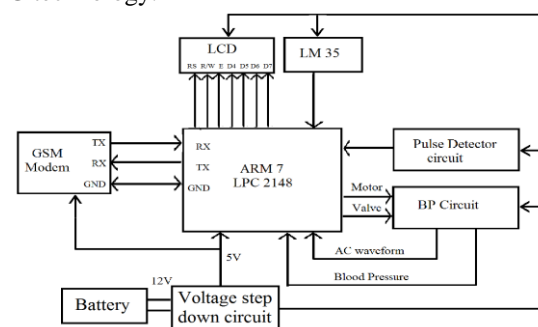 LCD
RS R/W E D4 D5 D6 D7
LM 35
GSM
Modem
TX
RX
GND
RX
TX
GND
ARM 7
LPC 2148
Pulse Detector
circuit
Motor
Valve
BP Circuit
AC waveform
Blood Pressure
5V
12V
Battery
Voltage step
down circuit